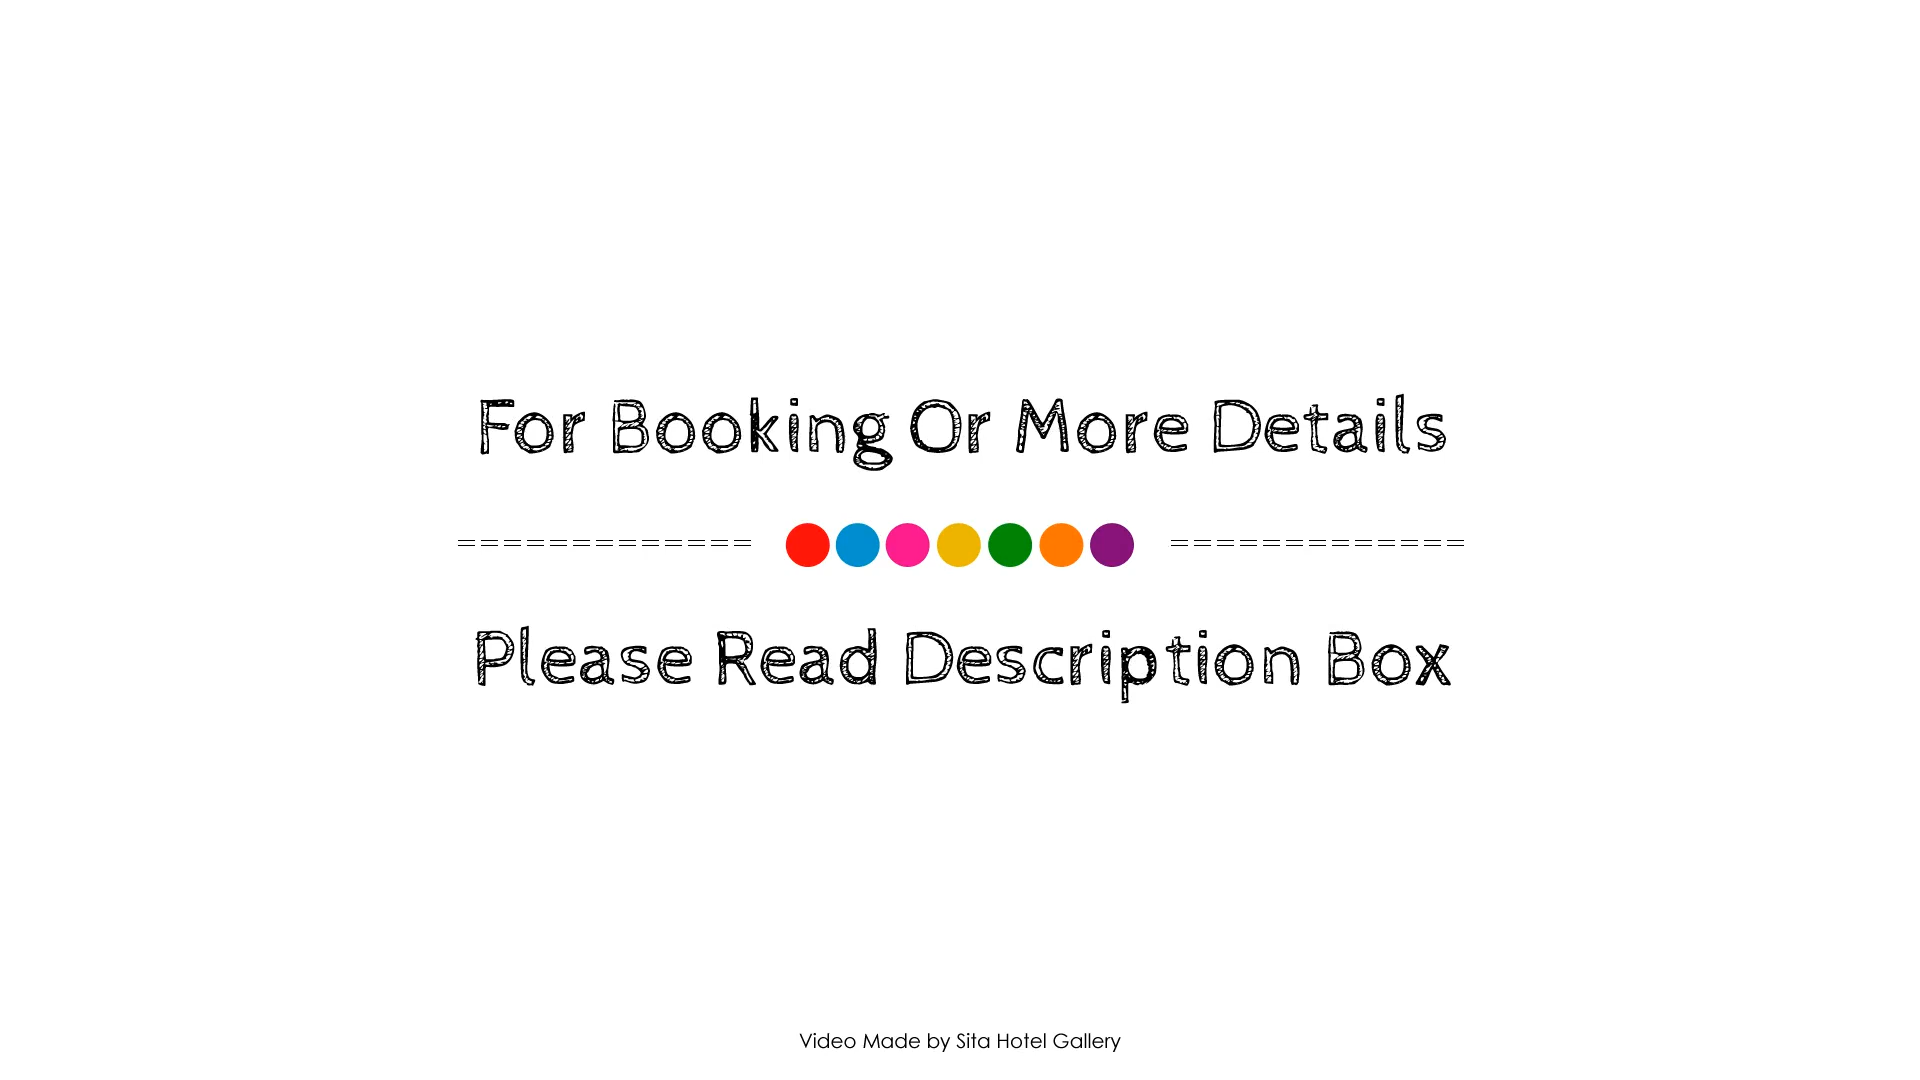 For Booking Or More Details
============= =============
Please Read Description Box
Video Made by Sita Hotel Gallery